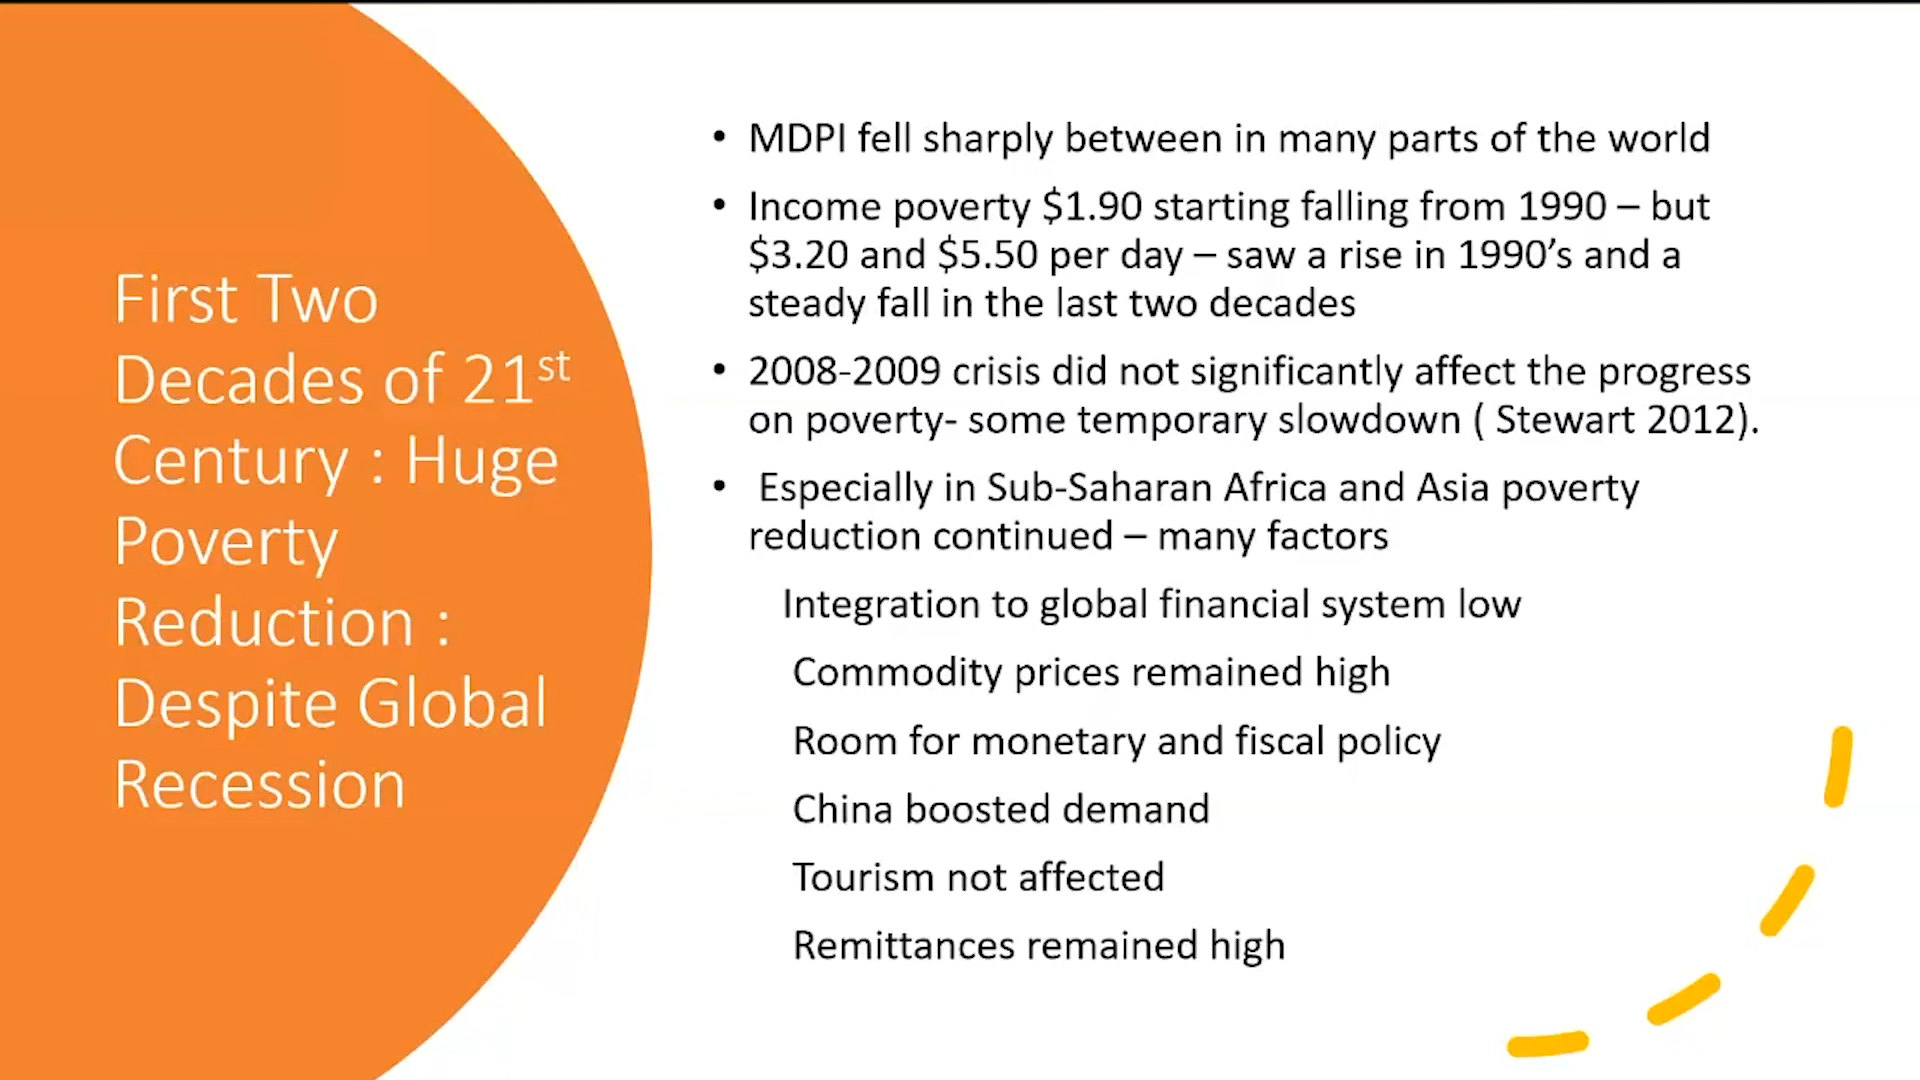 First Two
Decades of 21st
Century : Huge
Poverty
Reduction :
Despite Global
Recession
• MDPI fell sharply between in many parts of the world
• Income poverty $1.90 starting falling from 1990 – but
$3.20 and $5.50 per day – saw a rise in 1990’s and a
steady fall in the last two decades
• 2008-2009 crisis did not significantly affect the progress
on poverty- some temporary slowdown ( Stewart 2012).
• Especially in Sub-Saharan Africa and Asia poverty
reduction continued – many factors
Integration to global financial system low
Commodity prices remained high
Room for monetary and fiscal policy
China boosted demand
Tourism not affected
Remittances remained high